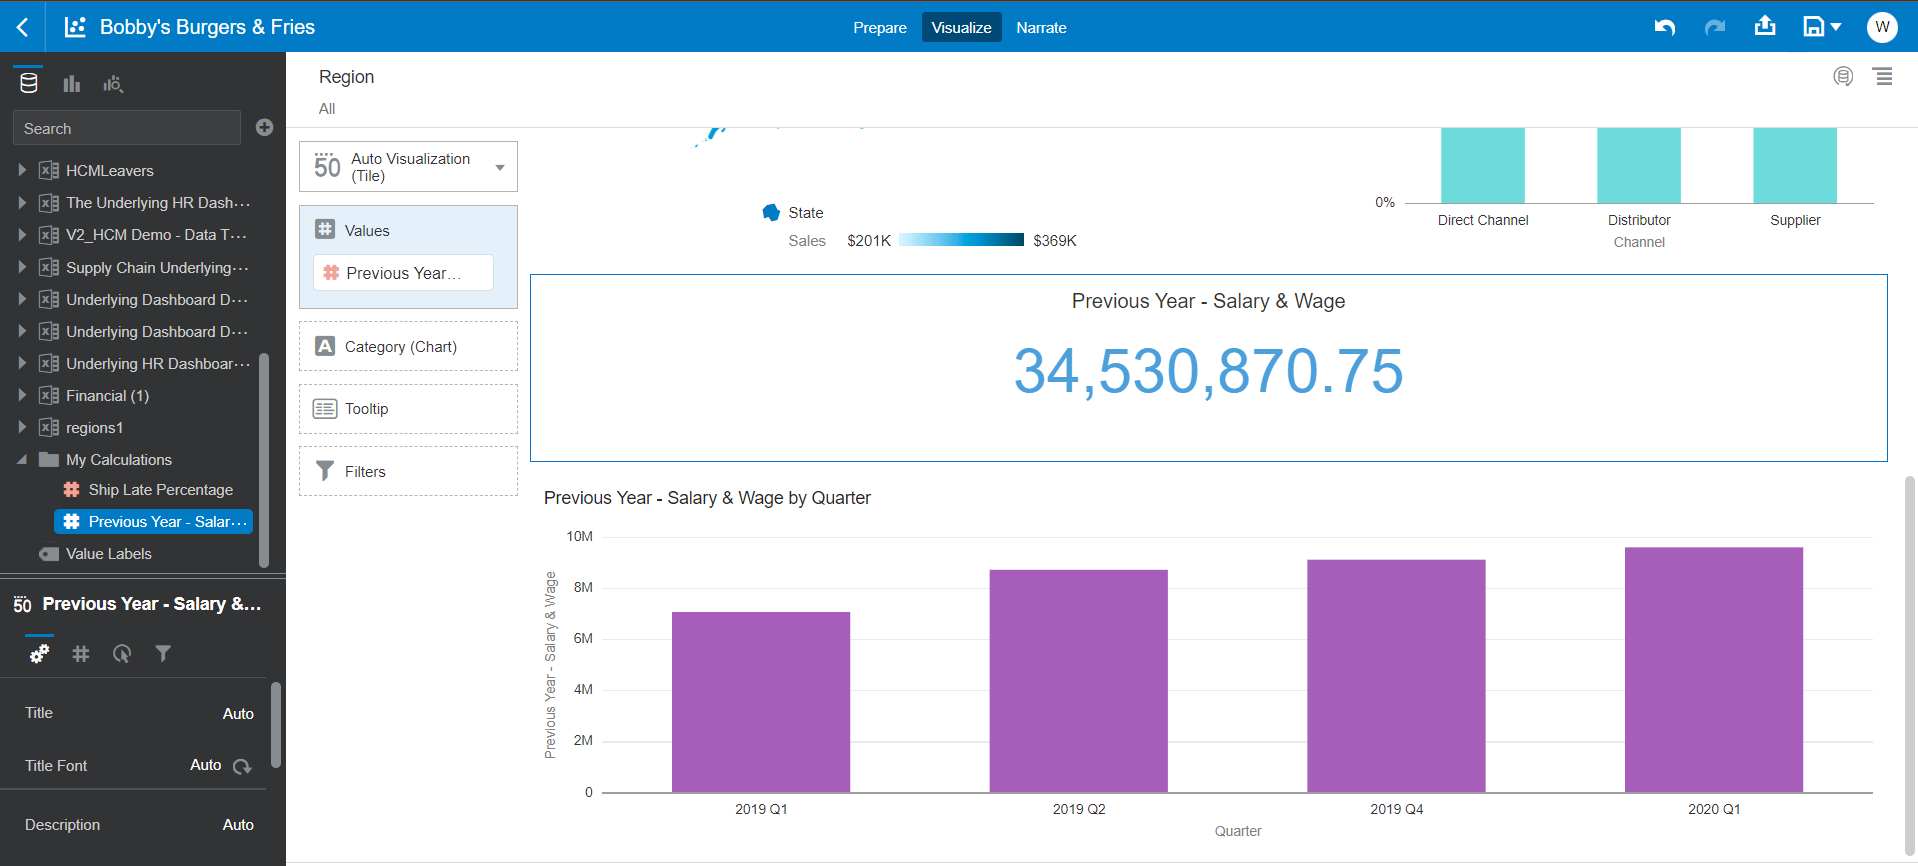 Bobby's Burgers & Fries
Prepare
Visualize
Narrate
W
Search
HCMLeavers
The Underlying HR Dash···
V2_HCM Demo - Data T···
Supply Chain Underlying···
Underlying Dashboard D···
Underlying Dashboard D···
Underlying HR Dashboar···
Financial (1)
regions1
My Calculations
Ship Late Percentage
Previous Year - Salar···
Value Labels
50 Previous Year - Salary &...
Title Auto
Title Font Auto
Description Auto
Region
All
50 Auto Visualization
(Tile)
Values
Previous Year...
A Category (Chart)
Tooltip
Filters
State
Sales $201K $369K
0%
Direct Channel
Distributor
Supplier
Channel
Previous Year - Salary & Wage
34,530,870.75
Previous Year - Salary & Wage by Quarter
Previous Year - Salary & Wage
10M
8M
6M
4M
2M
0
2019 Q1
2019 Q2
2019 Q4
2020 Q1
Quarter